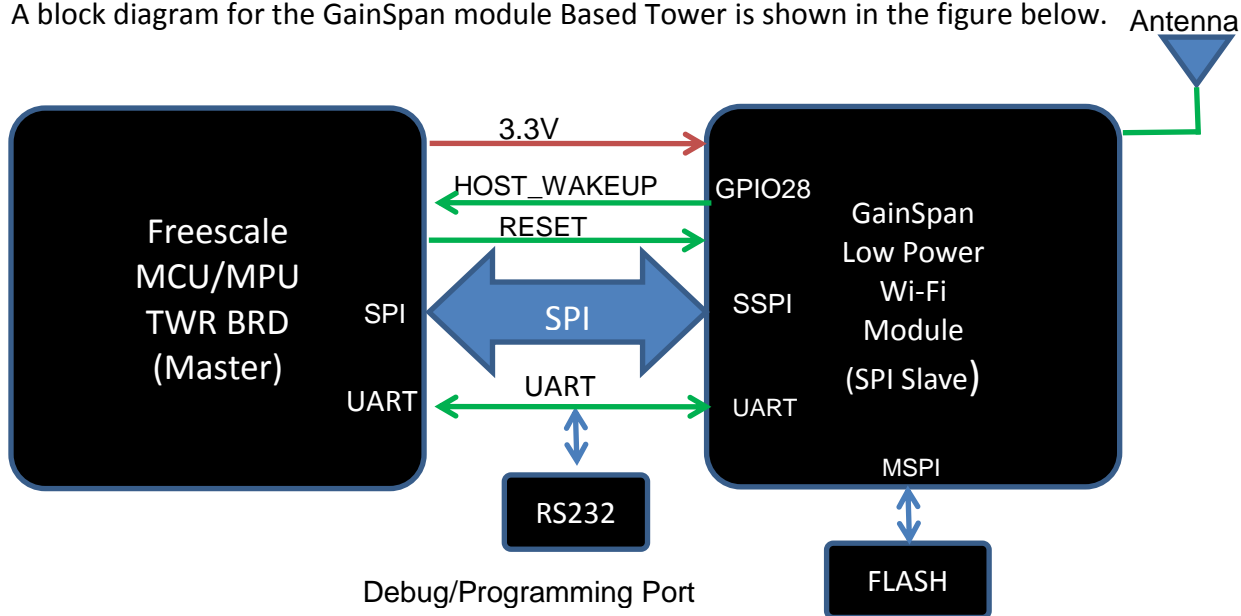 A block diagram for the GainSpan module Based Tower is shown in the figure below.
Antenna
Freescale
MCU/MPU
TWR BRD
(Master)
SPI
UART
3.3V
HOST_WAKEUP
RESET
SPI
UART
GPIO28
SSPI
UART
MSPI
GainSpan
Low Power
Wi-Fi
Module
(SPI Slave)
RS232
FLASH
Debug/Programming Port